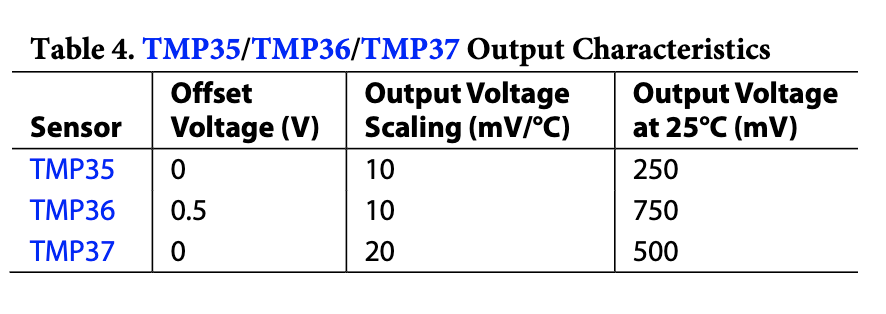 Table 4. TMP35/TMP36/TMP37 Output Characteristics
Sensor Offset Voltage (V) Output Voltage Scaling (mV/°C) Output Voltage at 25°C (mV)
TMP35 0 10 250
TMP36 0.5 10 750
TMP37 0 20 500